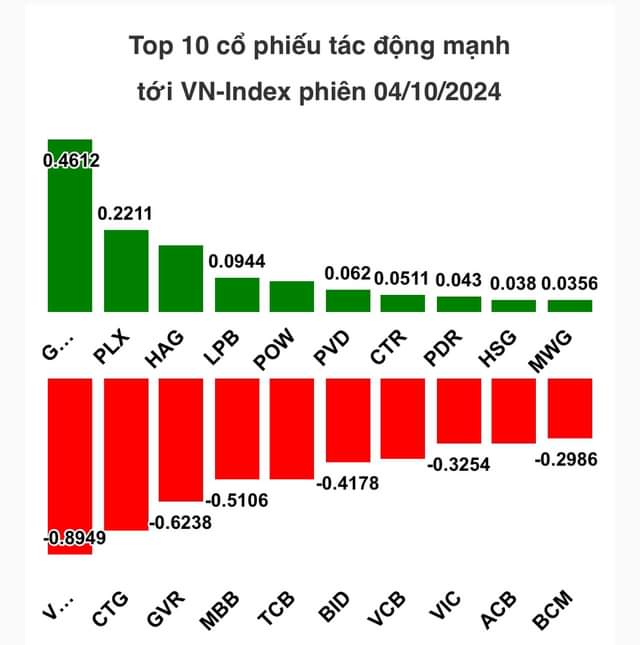 Top 10 cổ phiếu tác động mạnh
tới VN-Index phiên 04/10/2024
0.4612
0.2211
0.0944
0.062
0.0511
0.043
0.038
0.0356
G...
PLX
HAG
LPB
POW
PVD
CTR
PDR
HSG
MWG
-0.8949
-0.6238
-0.5106
-0.4178
-0.3254
-0.2986
V...
CTG
GVR
MBB
TCB
BID
VCB
VIC
ACB
BCM